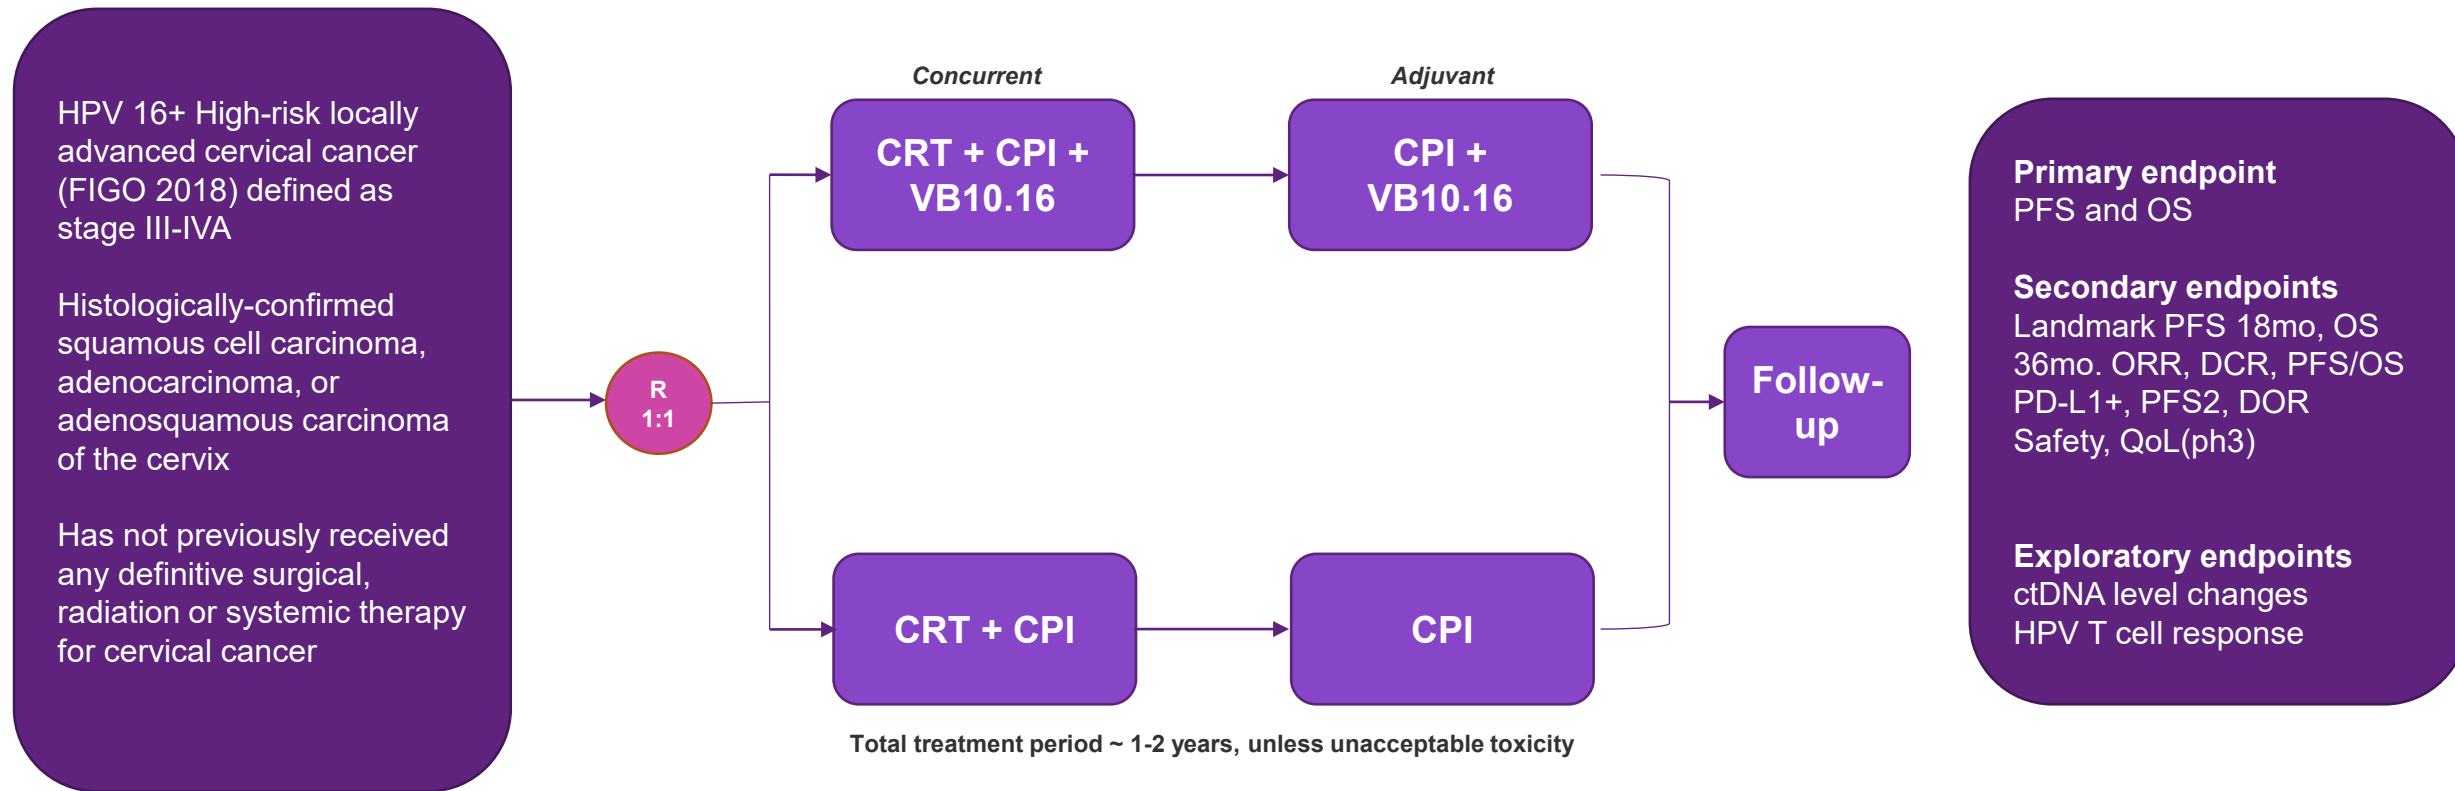 HPV 16+ High-risk locally
advanced cervical cancer
(FIGO 2018) defined as
stage III-IVA
Histologically-confirmed
squamous cell carcinoma,
adenocarcinoma, or
adenosquamous carcinoma
of the cervix
Has not previously received
any definitive surgical,
radiation or systemic therapy
for cervical cancer
R
1:1
Concurrent
CRT + CPI +
VB10.16
Adjuvant
CPI +
VB10.16
CRT + CPI
CPI
Total treatment period ~ 1-2 years, unless unacceptable toxicity
Follow-
up
Primary endpoint
PFS and OS
Secondary endpoints
Landmark PFS 18mo, OS
36mo. ORR, DCR, PFS/OS
PD-L1+, PFS2, DOR
Safety, QoL(ph3)
Exploratory endpoints
ctDNA level changes
HPV T cell response